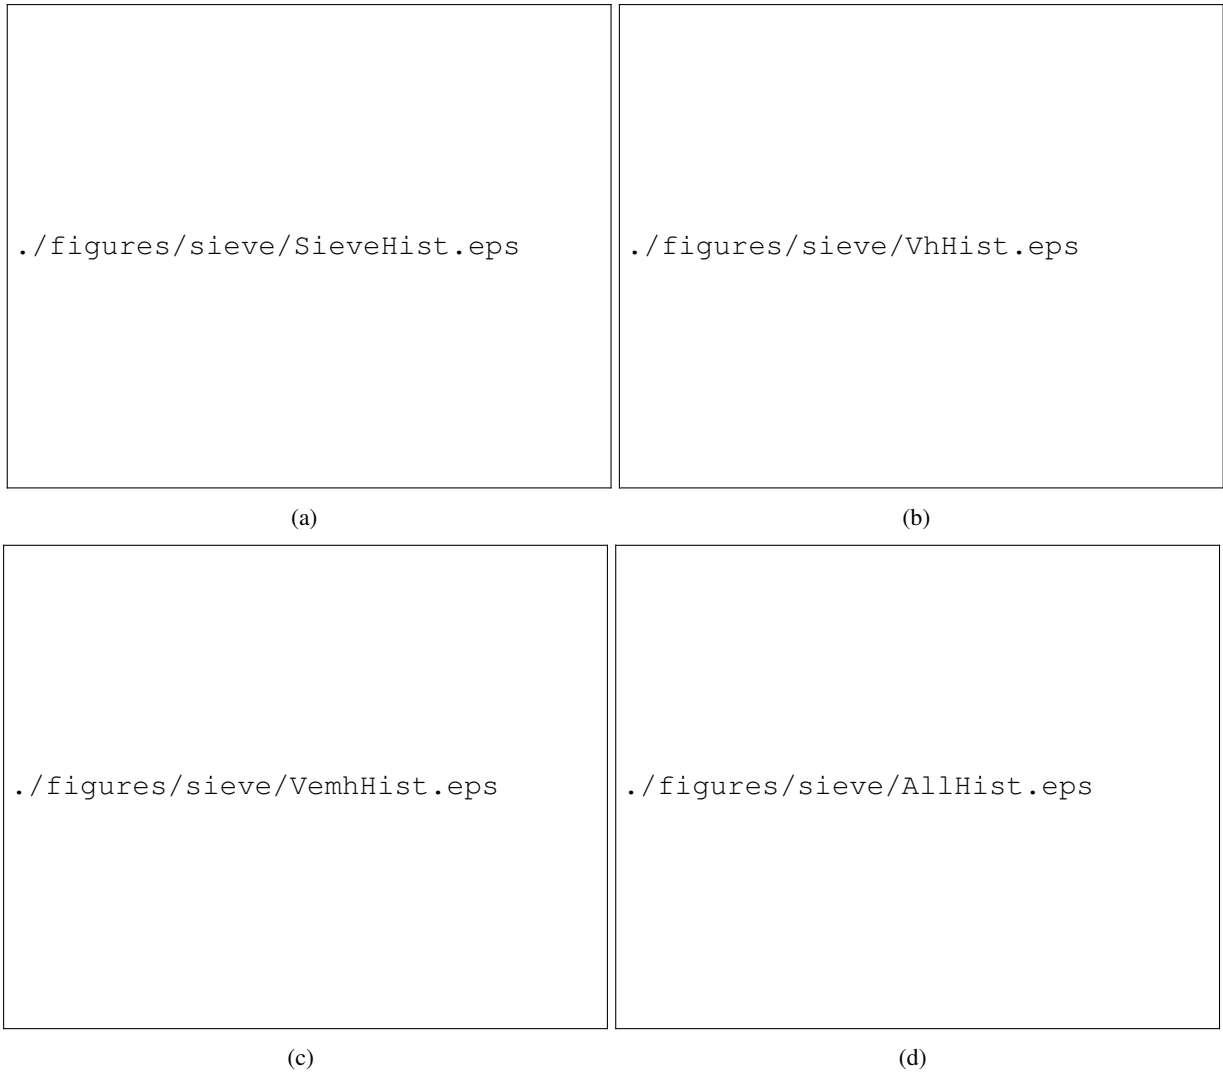 ./figures/sieve/SieveHist.eps
./figures/sieve/VhHist.eps
(a)
(b)
./figures/sieve/VemhHist.eps
./figures/sieve/AllHist.eps
(c)
(d)